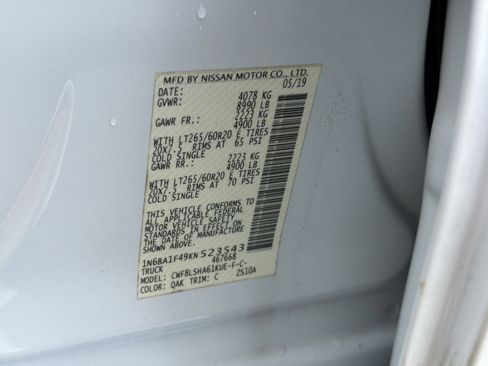 MFD BY NISSAN MOTOR CO., LTD.
DATE: 05/19
GVWR: 4078 KG
8990 LB
GAWR FR.: 2223 KG
4900 LB
WITH LT265/60R20 E TIRES
20X7.5 RIMS AT 65 PSI
COLD SINGLE
GAWR RR.: 2223 KG
4900 LB
WITH LT265/60R20 E TIRES
20X7.5 RIMS AT 70 PSI
COLD SINGLE
THIS VEHICLE CONFORMS TO
ALL APPLICABLE FEDERAL
MOTOR VEHICLE SAFETY
STANDARDS IN EFFECT ON
THE DATE OF MANUFACTURE
SHOWN ABOVE.
1N6BA1F49KN523543
TRUCK 467668
MODEL: CWF8LSHA61KUE-F-C-
COLOR: QAK TRIM: C ZS10A